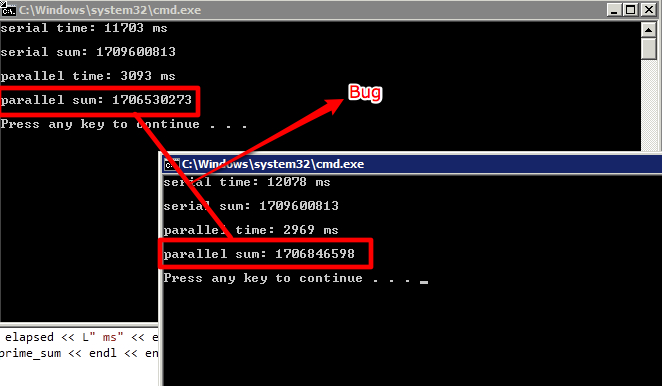 C:\Windows\system32\cmd.exe
serial time: 11703 ms
serial sum: 1709600813
parallel time: 3093 ms
parallel sum: 1706530273
Press any key to continue . . .
Bug
C:\Windows\system32\cmd.exe
serial time: 12078 ms
serial sum: 1709600813
parallel time: 2969 ms
parallel sum: 1706846598
Press any key to continue . . . _
elapsed << L" ms" << e
prime_sum << endl << en